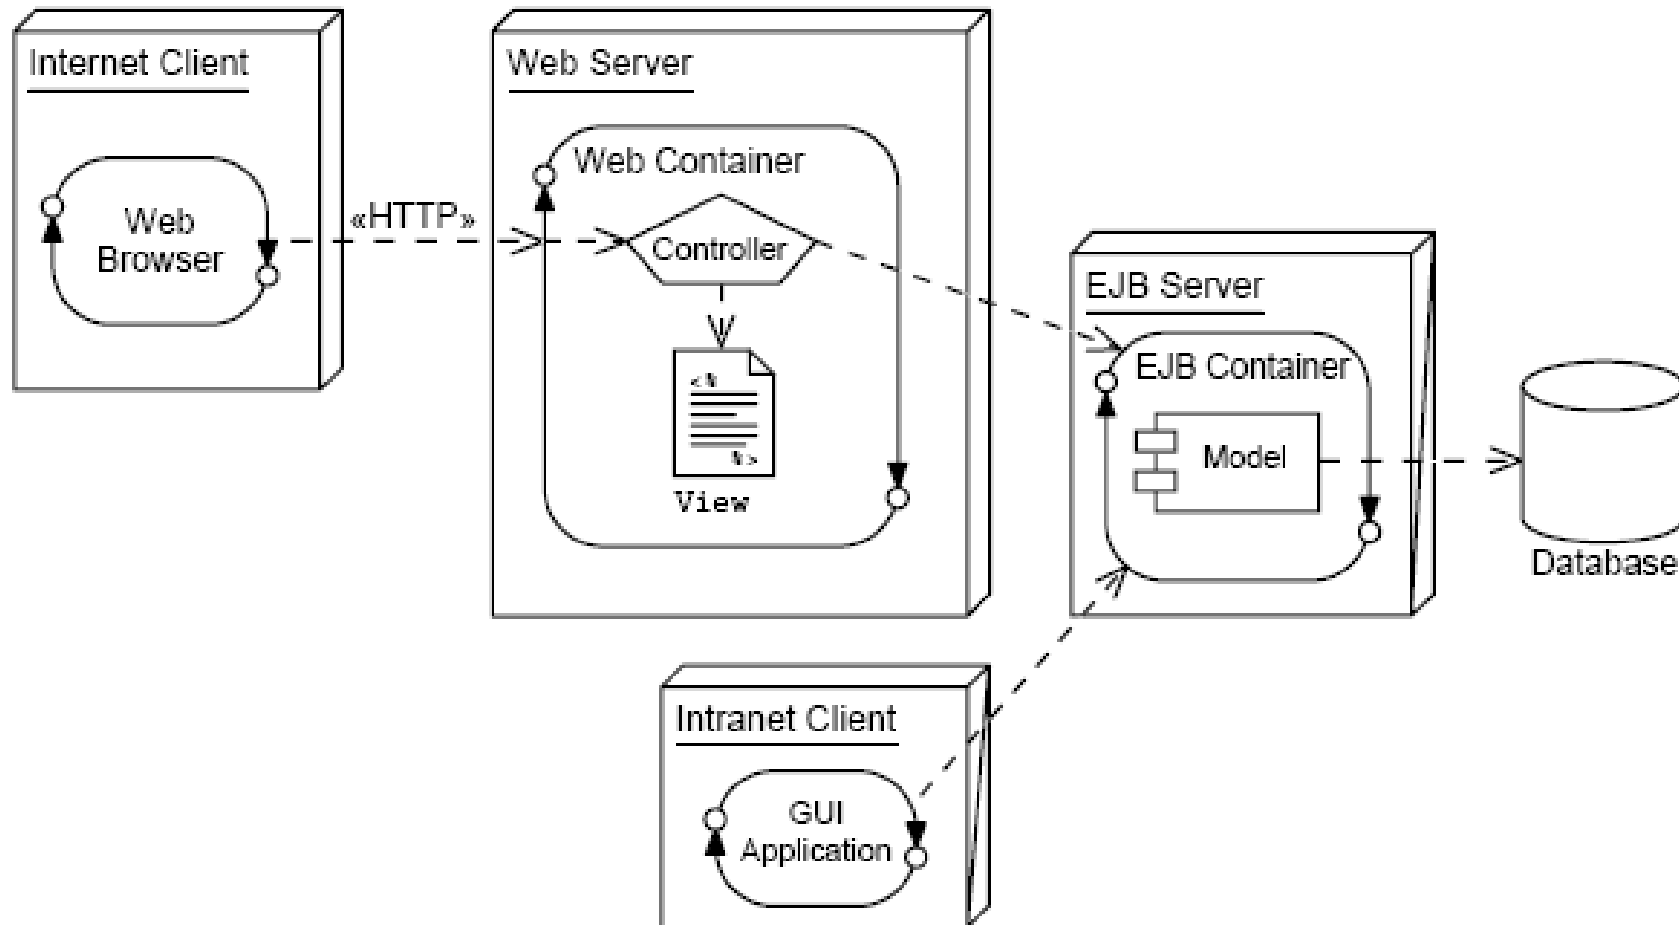 Internet Client
Web
Browser
«HTTP»
Web Server
Web Container
Controller
<%
%>
View
EJB Server
EJB Container
Model
Database
Intranet Client
GUI
Application